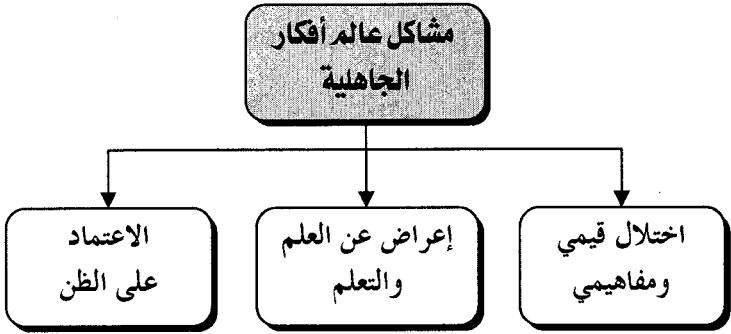 مشاكل عالم أفكار
الجاهلية
اختلال قيمي
ومفاهيمي
إعراض عن العلم
والتعلم
الاعتماد
على الظن